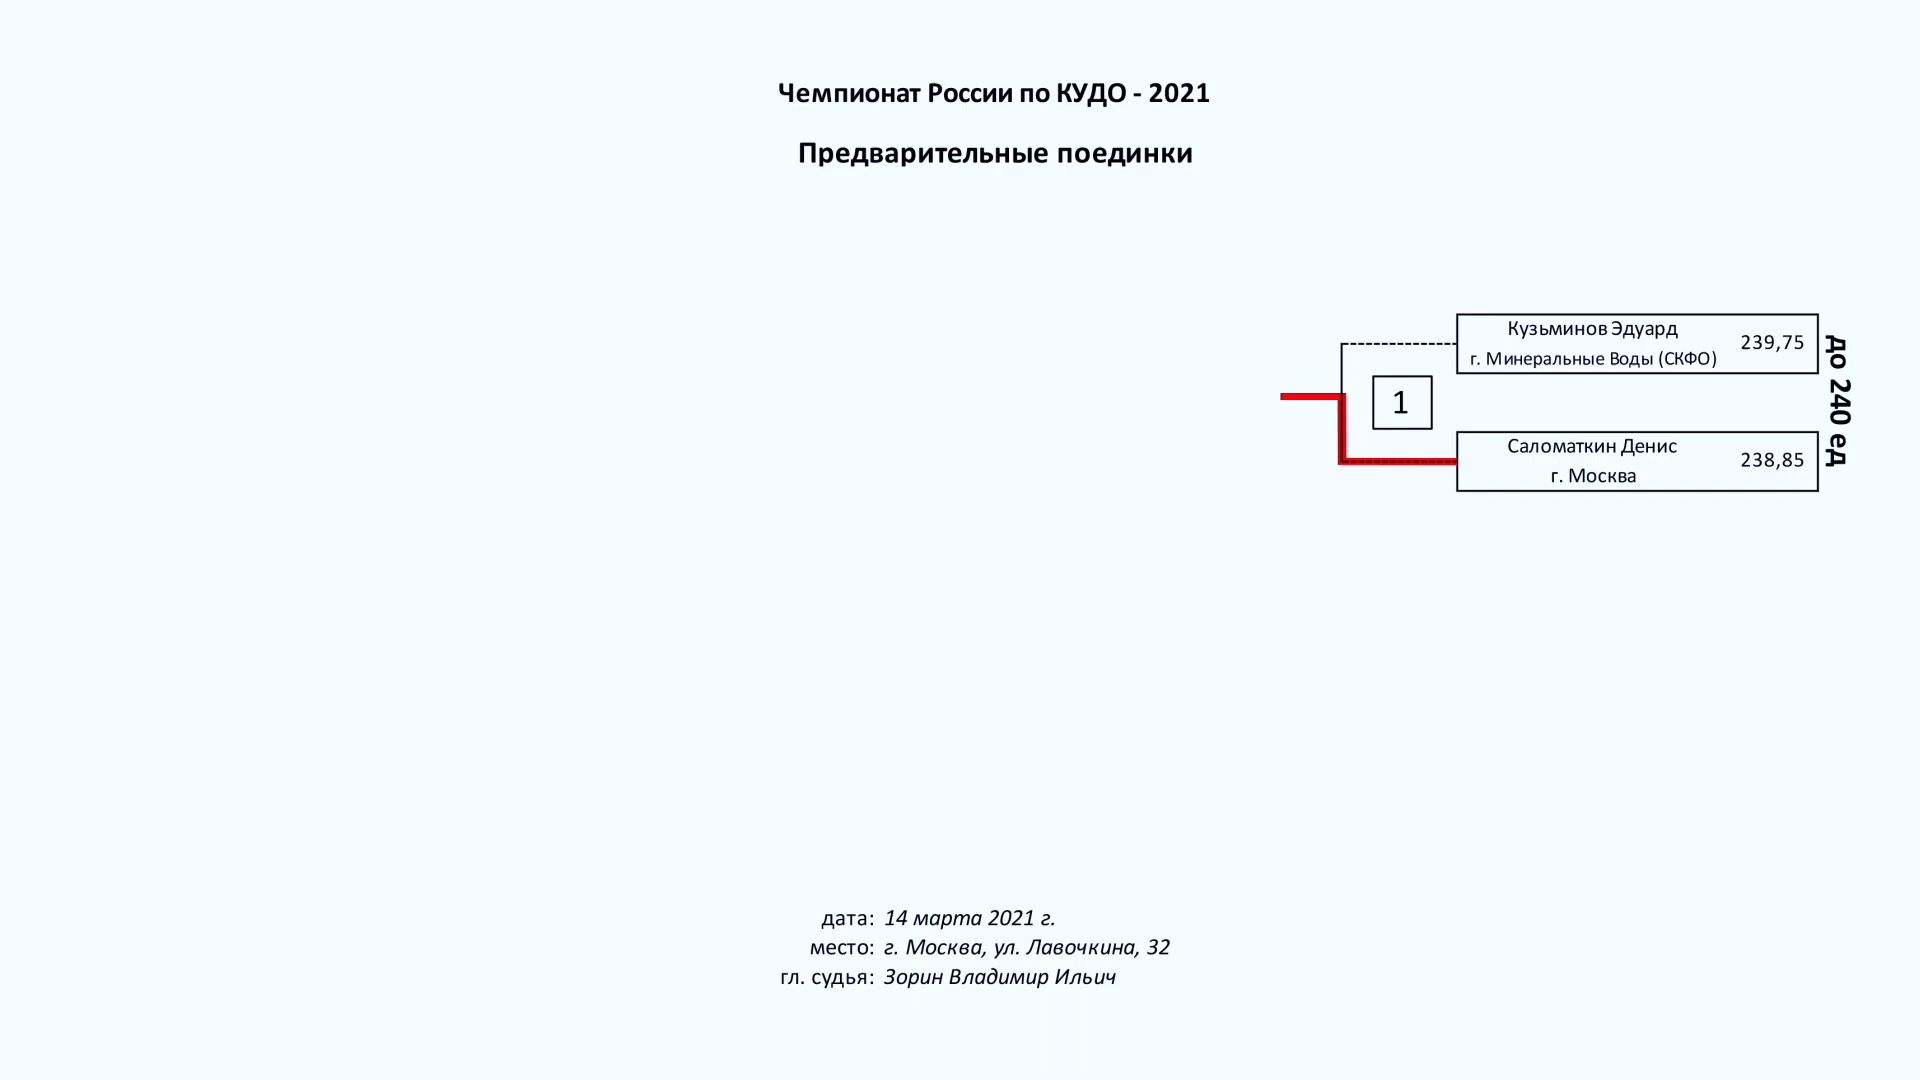 Чемпионат России по КУДО - 2021
Предварительные поединки
Кузьминов Эдуард
г. Минеральные Воды (СКФО)
239,75
1
Саломаткин Денис
г. Москва
238,85
до 240 ед
дата: 14 марта 2021 г.
место: г. Москва, ул. Лавочкина, 32
гл. судья: Зорин Владимир Ильич